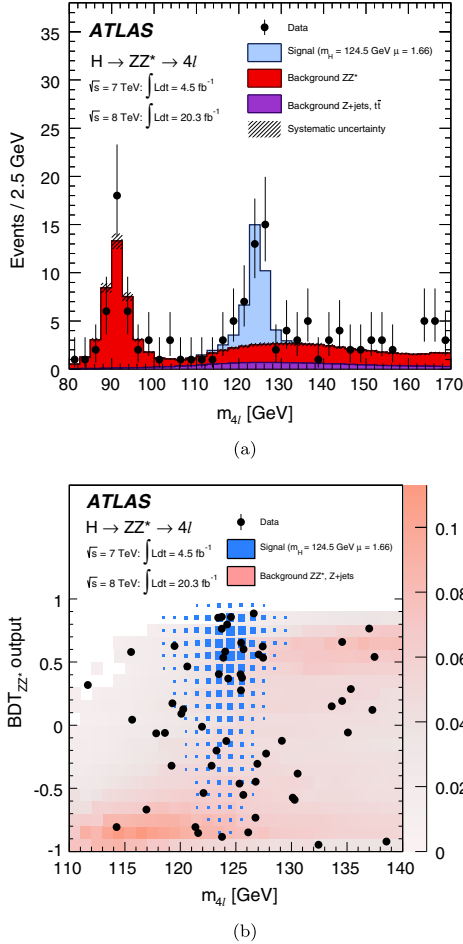 ATLAS
H → ZZ* → 4l
√s = 7 TeV: ∫Ldt = 4.5 fb⁻¹
√s = 8 TeV: ∫Ldt = 20.3 fb⁻¹
Data
Signal (m_H = 124.5 GeV μ = 1.66)
Background ZZ*
Background Z+jets, tt̄
Systematic uncertainty
Events / 2.5 GeV
35
30
25
20
15
10
5
0
80 90 100 110 120 130 140 150 160 170
m_4l [GeV]
(a)
ATLAS
H → ZZ* → 4l
√s = 7 TeV: ∫Ldt = 4.5 fb⁻¹
√s = 8 TeV: ∫Ldt = 20.3 fb⁻¹
Data
Signal (m_H = 124.5 GeV μ = 1.66)
Background ZZ*, Z+jets
BDT_ZZ* output
1
0.5
0
-0.5
-1
110 115 120 125 130 135 140
m_4l [GeV]
0.1
0.08
0.06
0.04
0.02
0
(b)